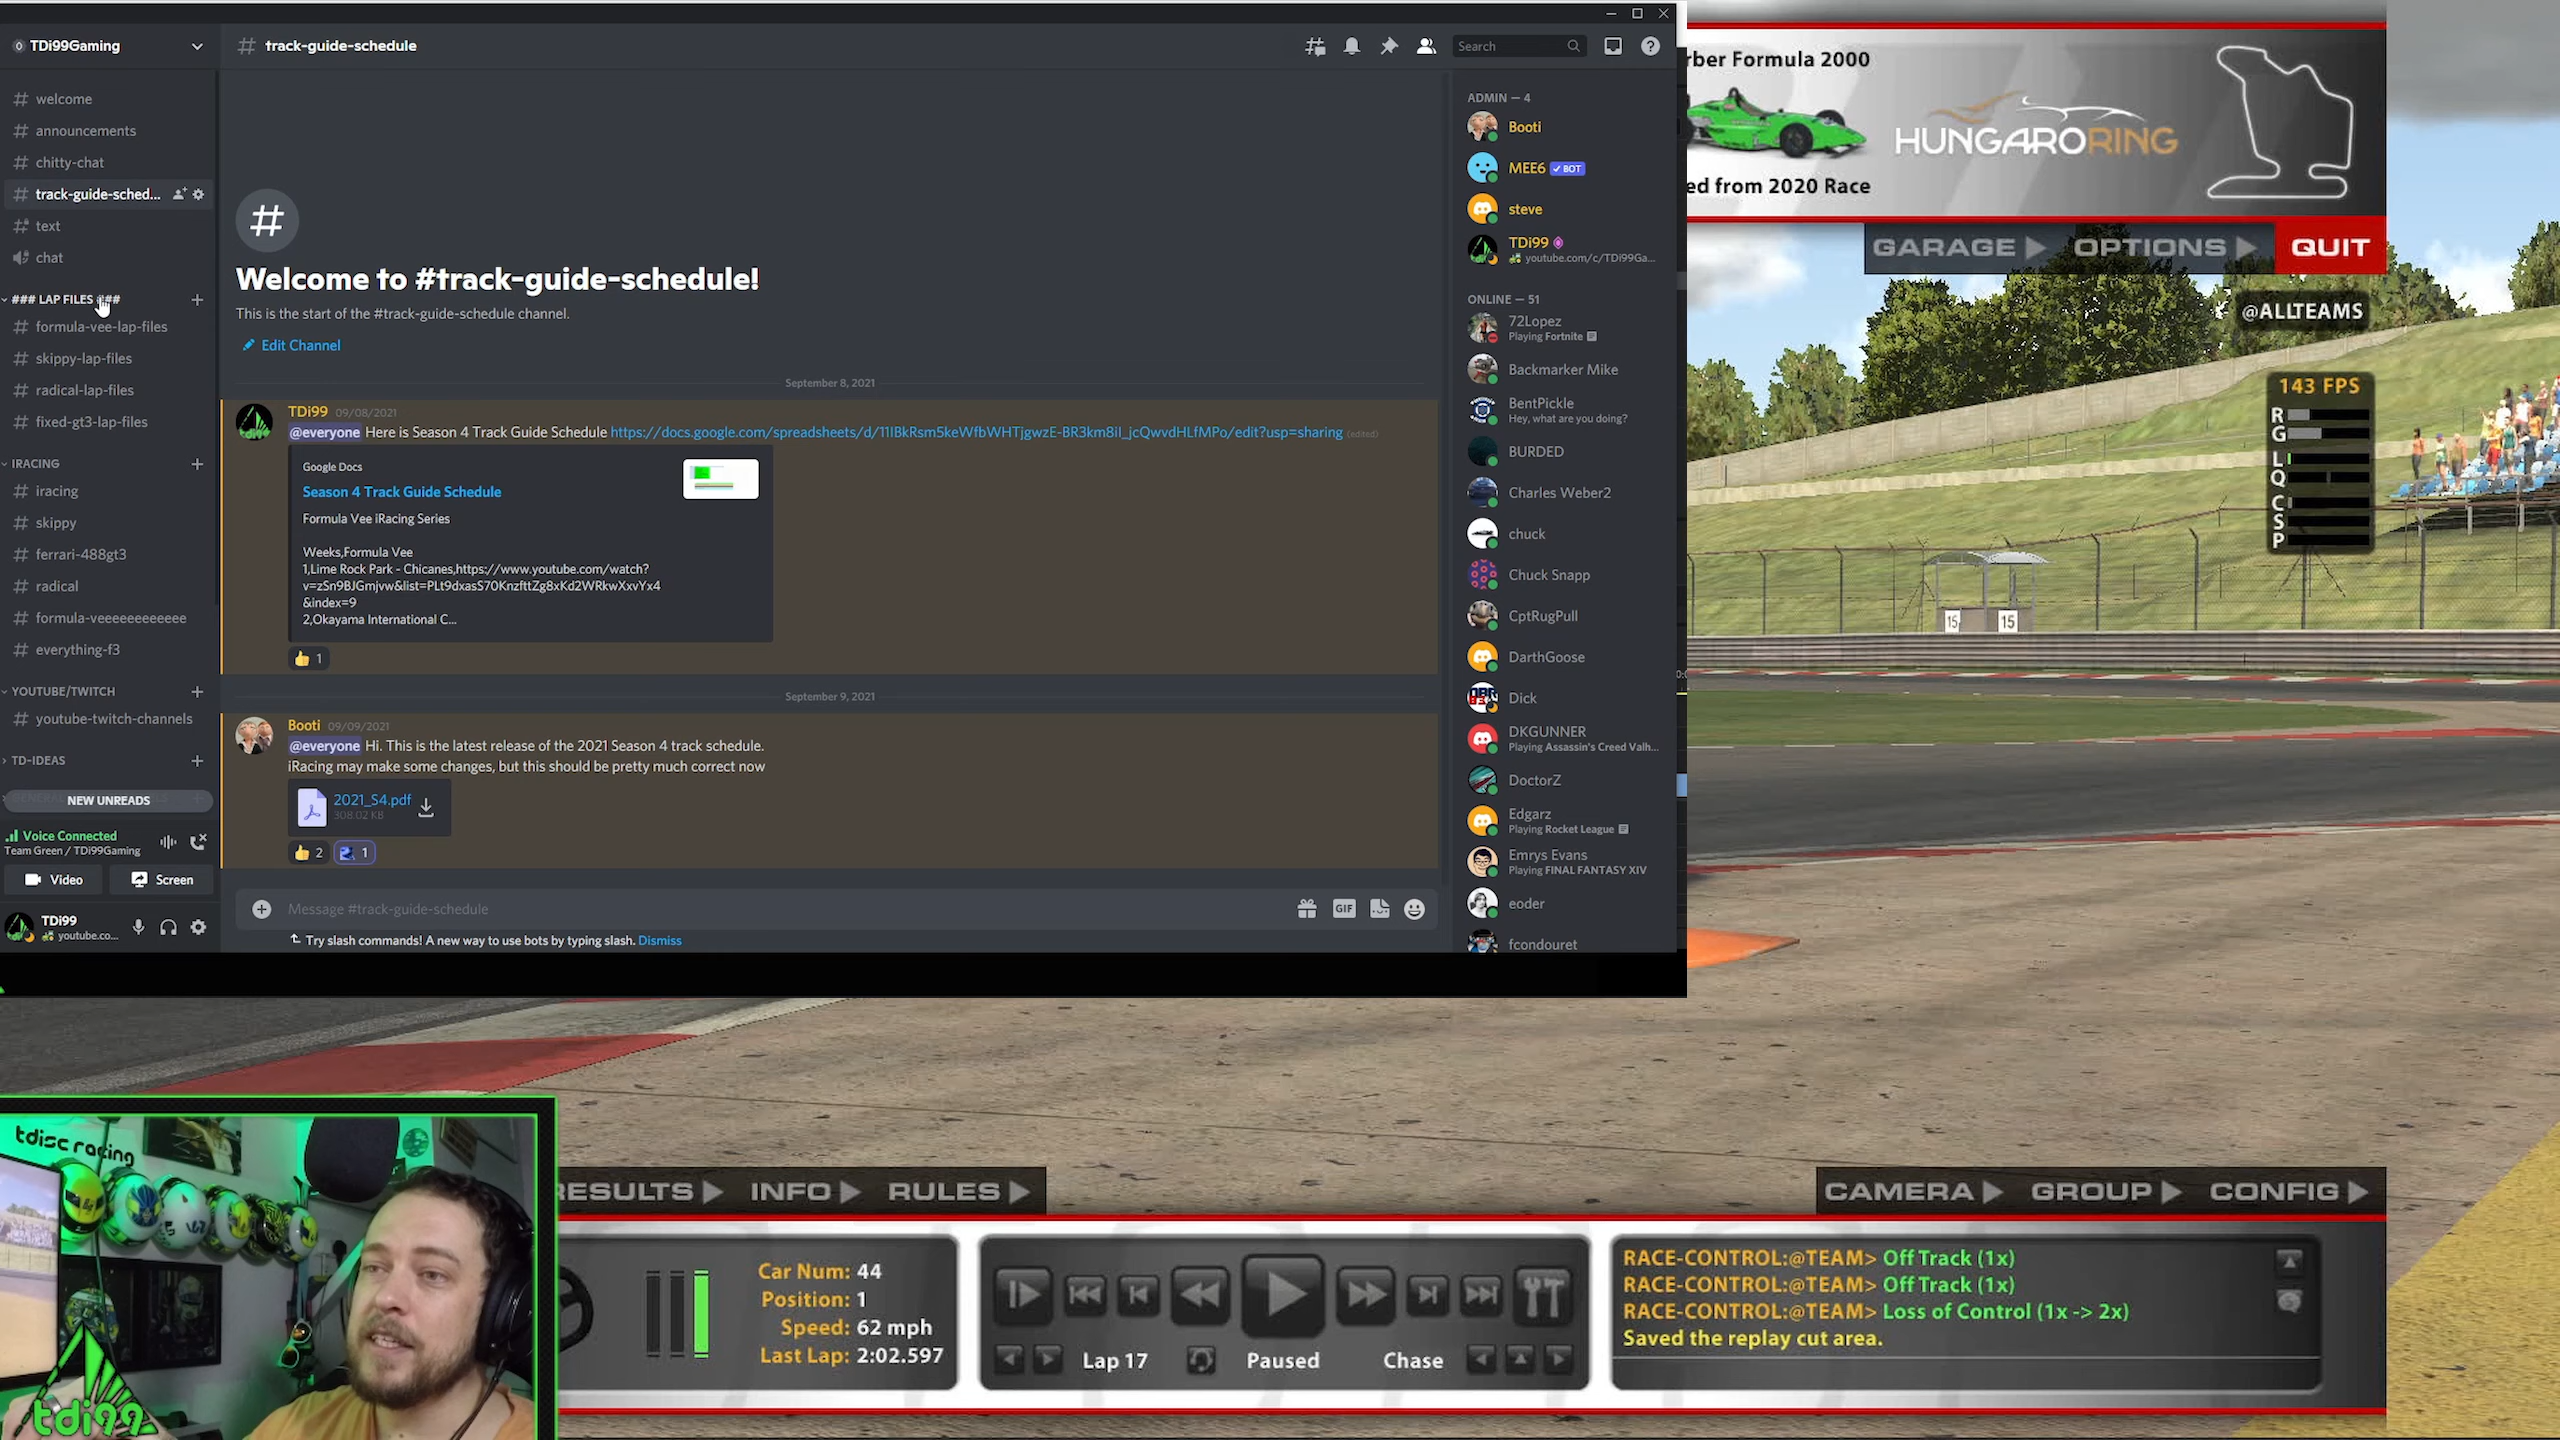 TDi99Gaming
track-guide-schedule
Search
welcome
announcements
chitty-chat
track-guide-sched...
text
chat
### LAP FILES ###
formula-vee-lap-files
skippy-lap-files
radical-lap-files
fixed-gt3-lap-files
IRACING
iracing
skippy
ferrari-488gt3
radical
formula-veeeeeeeeeeee
everything-f3
YOUTUBE/TWITCH
youtube-twitch-channels
TD-IDEAS
NEW UNREADS
Voice Connected
Team Green / TDi99Gaming
Video
Screen
TDi99
youtube.co...
Welcome to #track-guide-schedule!
This is the start of the #track-guide-schedule channel.
Edit Channel
September 8, 2021
TDi99 09/08/2021
@everyone Here is Season 4 Track Guide Schedule https://docs.google.com/spreadsheets/d/11IBkRsm5keWfbWHTjgwzE-BR3km8iI_jcQwvdHLfMPo/edit?usp=sharing (edited)
Google Docs
Season 4 Track Guide Schedule
Formula Vee iRacing Series
Weeks,Formula Vee
1,Lime Rock Park - Chicanes,https://www.youtube.com/watch?
v=zSn9BJGmjvw&list=PLt9dxasS70KnzfttZg8xKd2WRkwXxvYx4
&index=9
2,Okayama International C...
1
September 9, 2021
Booti 09/09/2021
@everyone Hi. This is the latest release of the 2021 Season 4 track schedule.
iRacing may make some changes, but this should be pretty much correct now
2021_S4.pdf
308.02 KB
2
1
Message #track-guide-schedule
GIF
Try slash commands! A new way to use bots by typing slash. Dismiss
ADMIN — 4
Booti
MEE6 BOT
steve
TDi99
youtube.com/c/TDi99Ga...
ONLINE — 51
72Lopez
Playing Fortnite
Backmarker Mike
BentPickle
Hey, what are you doing?
BURDED
Charles Weber2
chuck
Chuck Snapp
CptRugPull
DarthGoose
Dick
DKGUNNER
Playing Assassin's Creed Valh...
DoctorZ
Edgarz
Playing Rocket League
Emrys Evans
Playing FINAL FANTASY XIV
eoder
fcondouret
rber Formula 2000
HUNGARORING
ed from 2020 Race
GARAGE
OPTIONS
QUIT
@ALLTEAMS
143 FPS
R
G
L
Q
C
S
P
15
15
tdisc racing
tdi99
RESULTS
INFO
RULES
CAMERA
GROUP
CONFIG
Car Num: 44
Position: 1
Speed: 62 mph
Last Lap: 2:02.597
Lap 17
Paused
Chase
RACE-CONTROL:@TEAM> Off Track (1x)
RACE-CONTROL:@TEAM> Off Track (1x)
RACE-CONTROL:@TEAM> Loss of Control (1x -> 2x)
Saved the replay cut area.